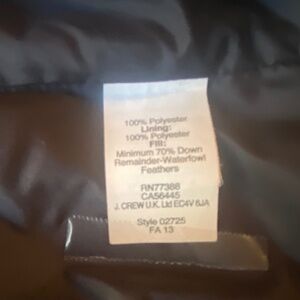 100% Polyester
Lining:
100% Polyester
Fill:
Minimum 70% Down
Remainder-Waterfowl
Feathers
RN77388
CA56445
J. CREW U.K. Ltd EC4V 6JA
Style 02725
FA 13